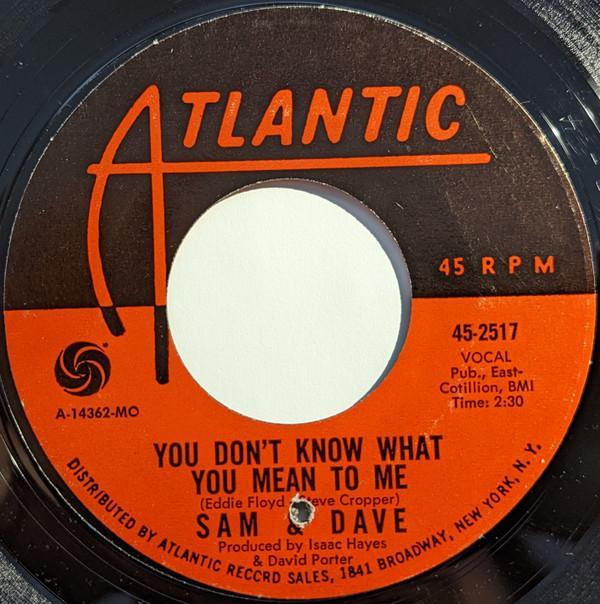 ATLANTIC
45 RPM
45-2517
VOCAL
Pub., East-
Cotillion, BMI
Time: 2:30
A-14362-MO
YOU DON'T KNOW WHAT
YOU MEAN TO ME
(Eddie Floyd Steve Cropper)
SAM & DAVE
Produced by Isaac Hayes
& David Porter
DISTRIBUTED BY ATLANTIC RECORD SALES, 1841 BROADWAY, NEW YORK, N.Y.